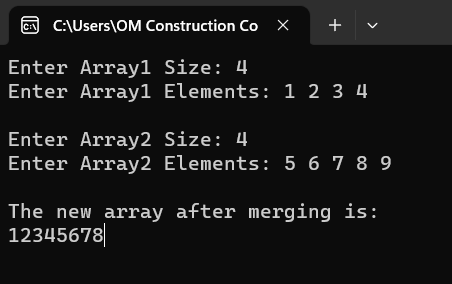 C:\Users\OM Construction Co
Enter Array1 Size: 4
Enter Array1 Elements: 1 2 3 4
Enter Array2 Size: 4
Enter Array2 Elements: 5 6 7 8 9
The new array after merging is:
12345678